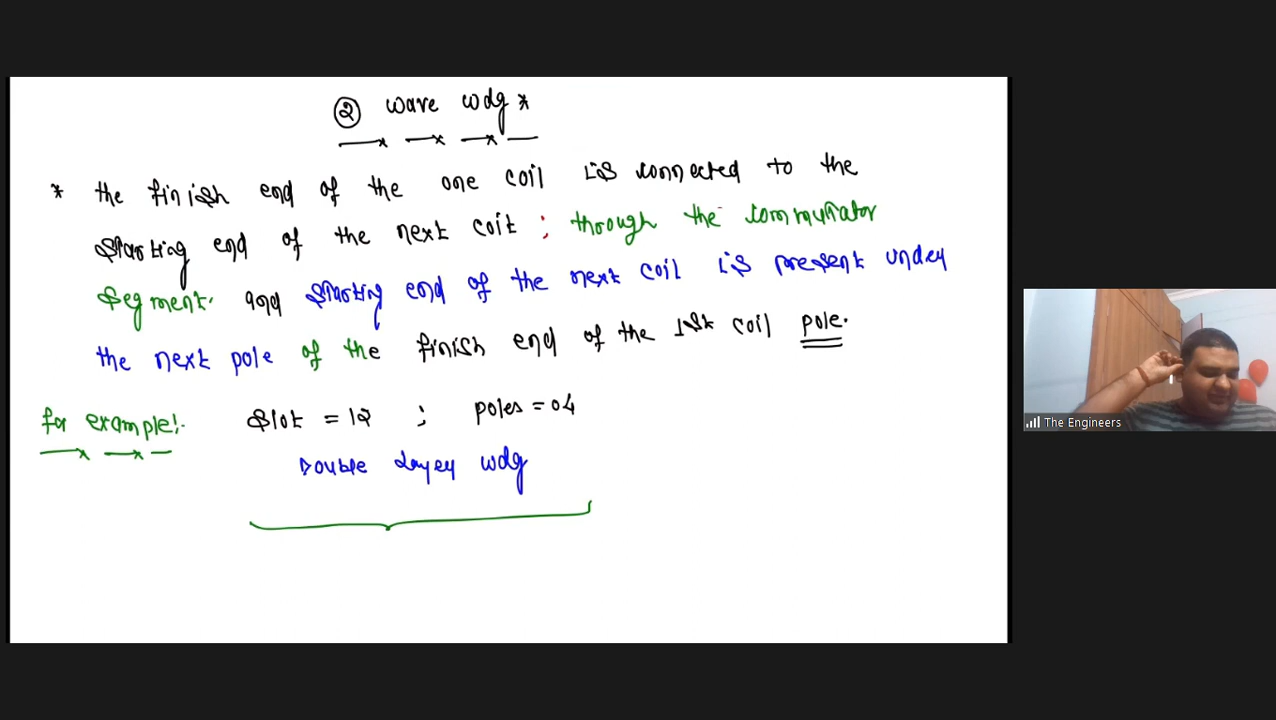 ② wave wdg *
* the finish end of the one coil is connected to the
starting end of the next coil ; through the commutator
segment. and starting end of the next coil is present under
the next pole of the finish end of the 1st coil pole.
for example:- Slot = 12 ; poles = 04
Double Layer wdg
The Engineers